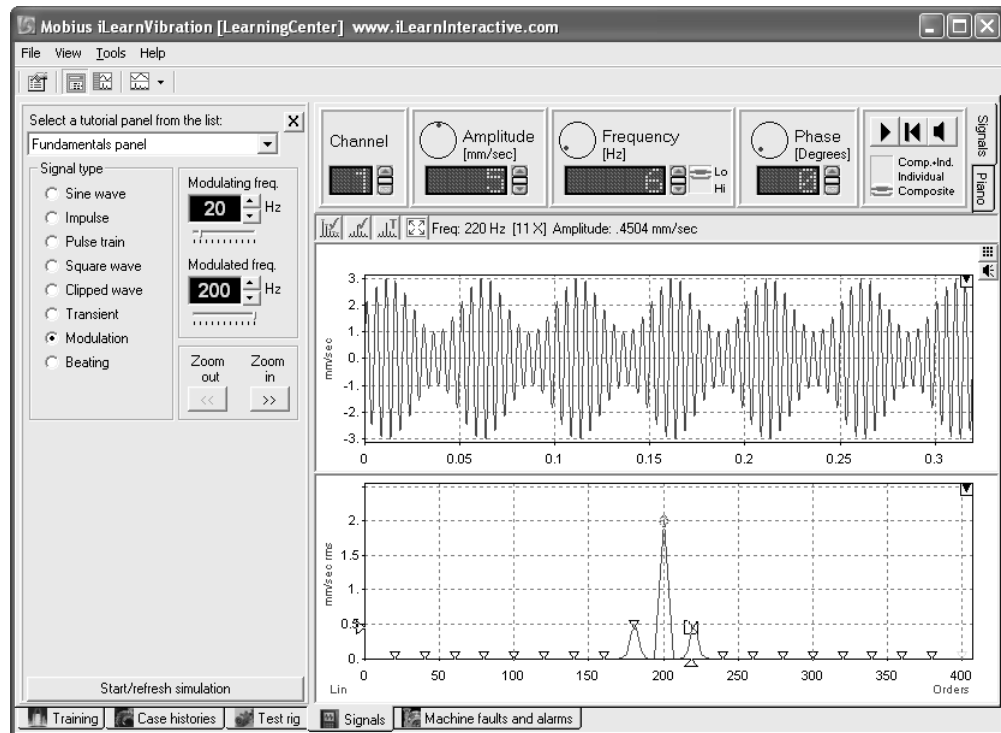 Mobius iLearnVibration [LearningCenter] www.iLearnInteractive.com
File View Tools Help
Select a tutorial panel from the list:
Fundamentals panel
Signal type
Sine wave
Impulse
Pulse train
Square wave
Clipped wave
Transient
Modulation
Beating
Modulating freq.
20 Hz
Modulated freq.
200 Hz
Zoom out
Zoom in
<< >>
Start/refresh simulation
Training Case histories Test rig
Channel
1
Amplitude
[mm/sec]
5
Frequency
[Hz]
6
Lo
Hi
Phase
[Degrees]
0
Comp.+Ind.
Individual
Composite
Signals
Piano
Freq: 220 Hz [11 X] Amplitude: .4504 mm/sec
mm/sec
3.
2.
1.
0.
-1.
-2.
-3.
0 0.05 0.1 0.15 0.2 0.25 0.3
mm/sec rms
2.
1.5
1.
0.5
0.
0 50 100 150 200 250 300 350 400
Lin Orders
Signals Machine faults and alarms